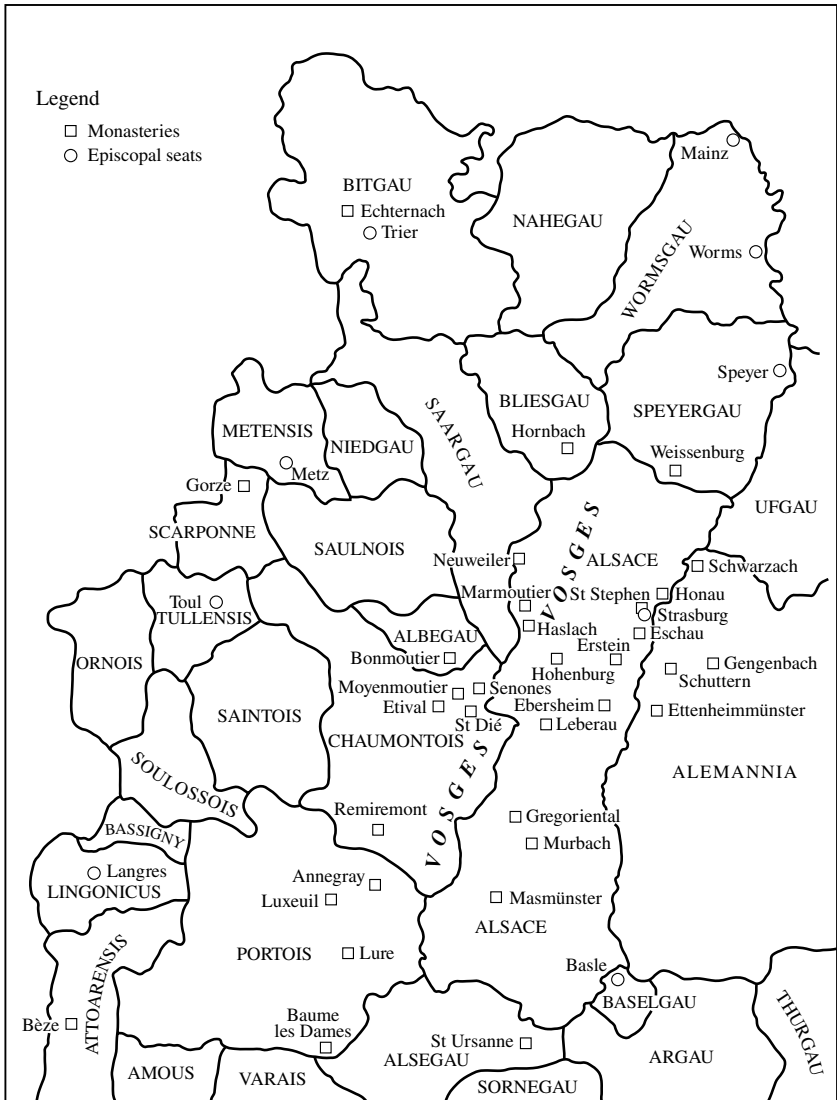 Legend
Monasteries
Episcopal seats
Mainz
BITGAU
Echternach
Trier
NAHEGAU
WORMSGAU
Worms
Speyer
BLIESGAU
SPEYERGAU
Hornbach
Weissenburg
SAARGAU
METENSIS
NIEDGAU
Metz
Gorze
UFGAU
SCARPONNE
SAULNOIS
VOSGES
ALSACE
Neuweiler
Schwarzach
Marmoutier
St Stephen
Honau
Toul
TULLENSIS
Strasburg
Haslach
Eschau
ALBEGAU
Erstein
ORNOIS
Bonmoutier
Hohenburg
Gengenbach
Schuttern
Moyenmoutier
Senones
Etival
Ebersheim
Ettenheimmünster
SAINTOIS
St Dié
Leberau
CHAUMONTOIS
ALEMANNIA
SOULOSSOIS
VOSGES
Remiremont
Gregoriental
BASSIGNY
Murbach
Langres
LINGONICUS
Annegray
Luxeuil
Masmünster
ALSACE
ATTOARENSIS
PORTOIS
Lure
Basle
BASELGAU
THURGAU
Bèze
Baume
les Dames
St Ursanne
ALSEGAU
ARGAU
AMOUS
VARAIS
SORNEGAU